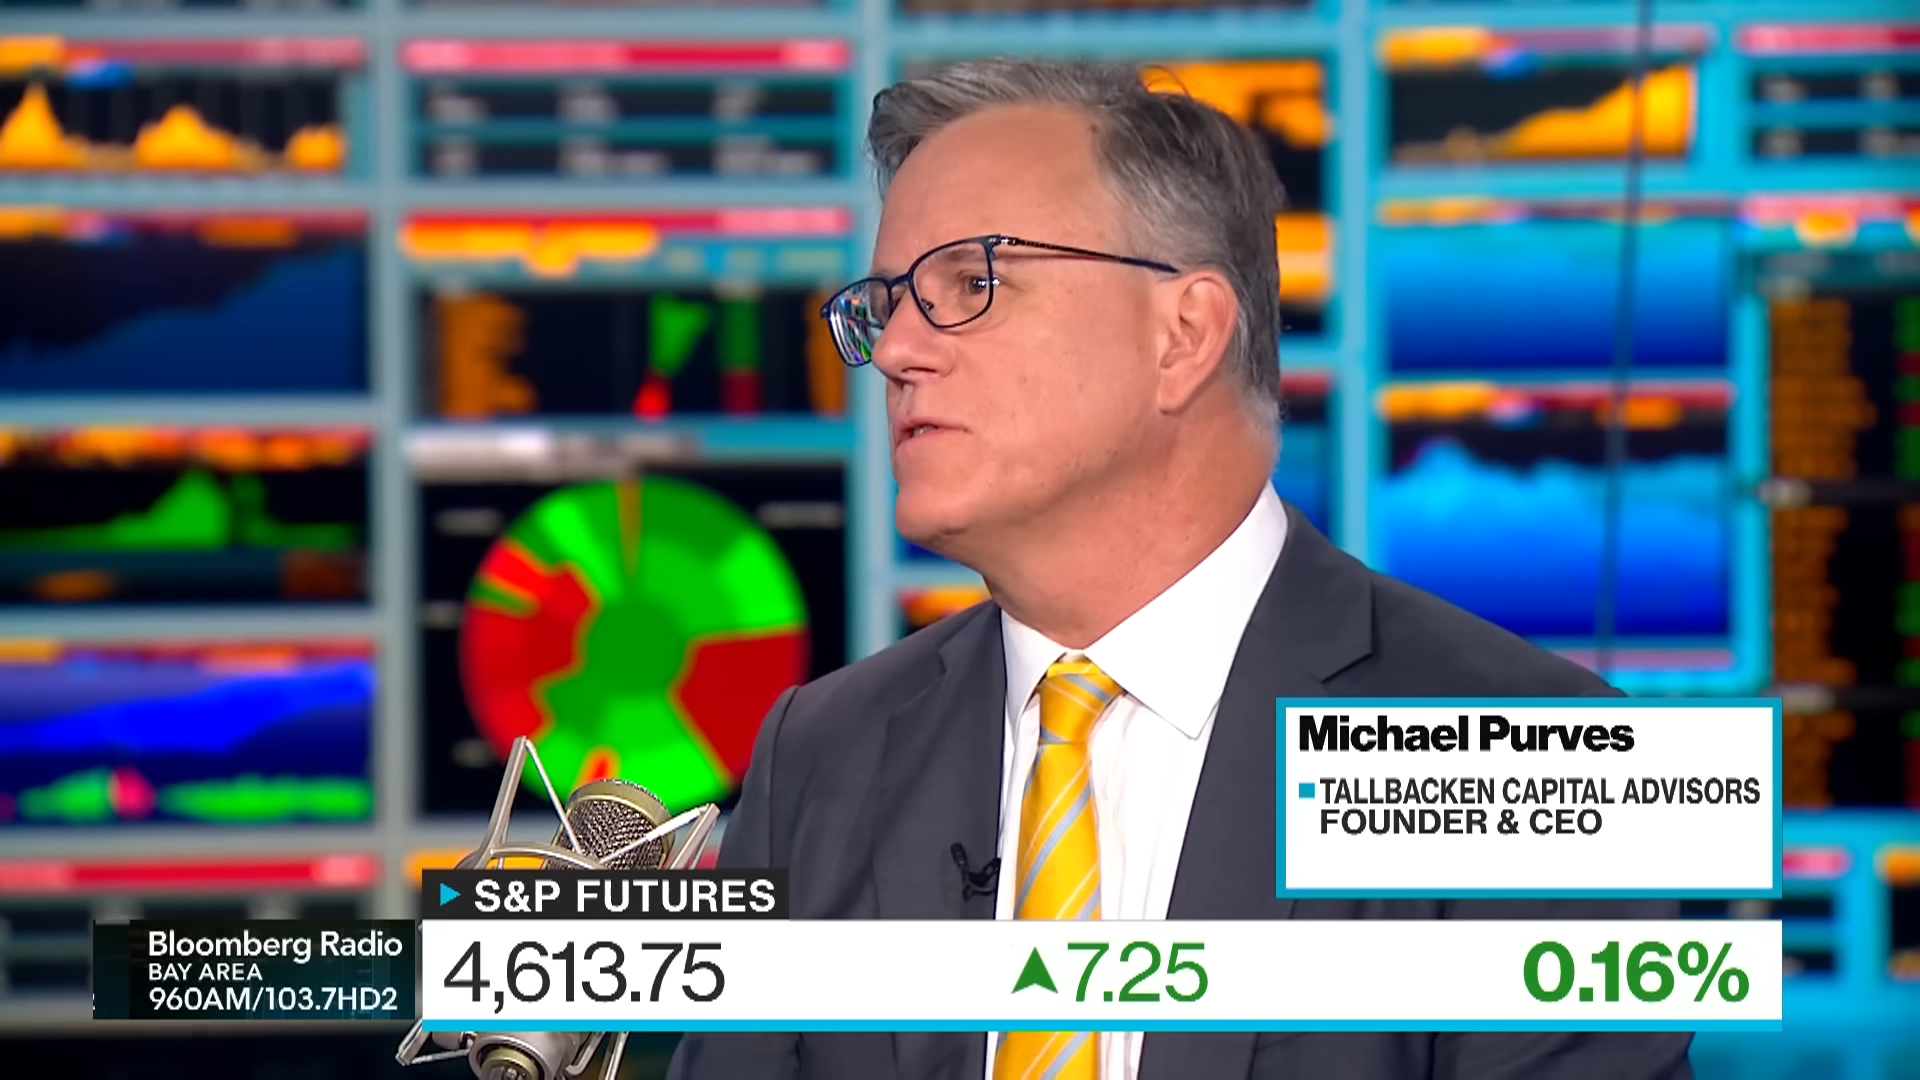 Michael Purves
TALLBACKEN CAPITAL ADVISORS
FOUNDER & CEO
S&P FUTURES
Bloomberg Radio
BAY AREA
960AM/103.7HD2
4,613.75 ▲7.25 0.16%